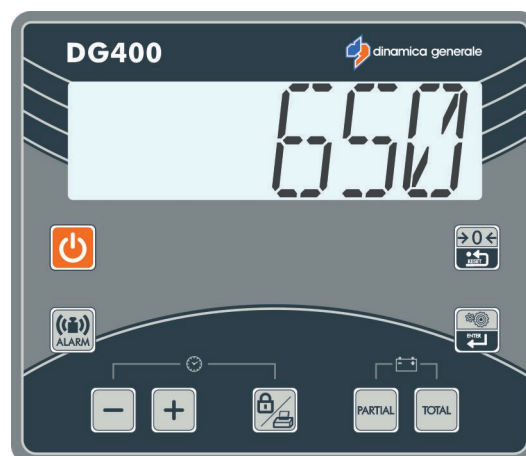 DG400
dinamica generale
650
→0←
RESET
ALARM
ENTER
− +
PARTIAL
TOTAL